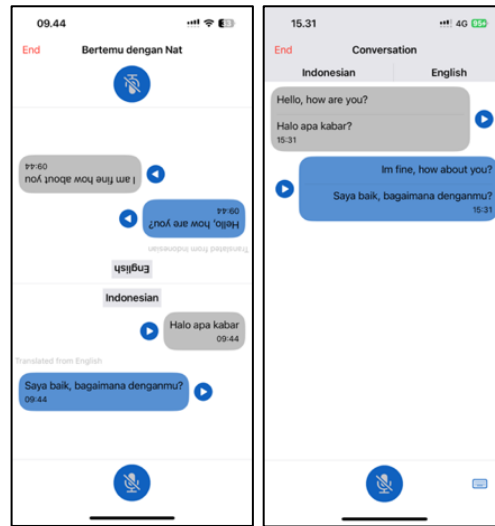 09.44
End
Bertemu dengan Nat
English
Translated from Indonesian
Hello, how are you?
09:44
I am fine how about you
09:44
Indonesian
Halo apa kabar
09:44
Translated from English
Saya baik, bagaimana denganmu?
09:44
15.31
4G
End
Conversation
Indonesian
English
Hello, how are you?
Halo apa kabar?
15:31
Im fine, how about you?
Saya baik, bagaimana denganmu?
15:31